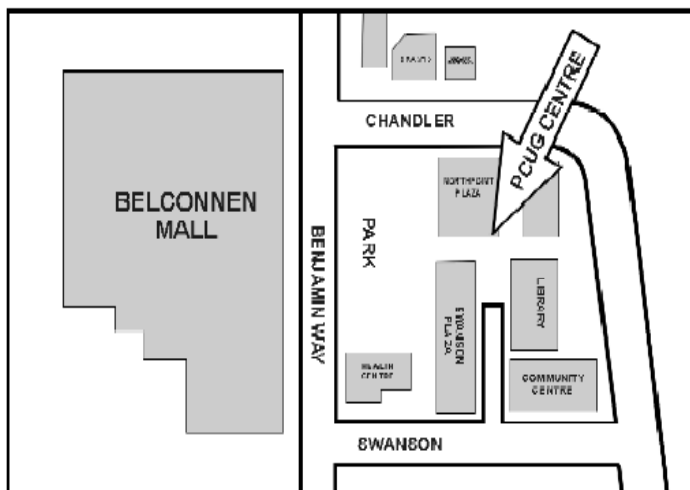 CHANDLER
PCUG CENTRE
NORTHPOINT
PLAZA
BELCONNEN
MALL
BENJAMIN WAY
PARK
SWANSON
PLAZA
LIBRARY
HEALTH
CENTRE
COMMUNITY
CENTRE
SWANSON